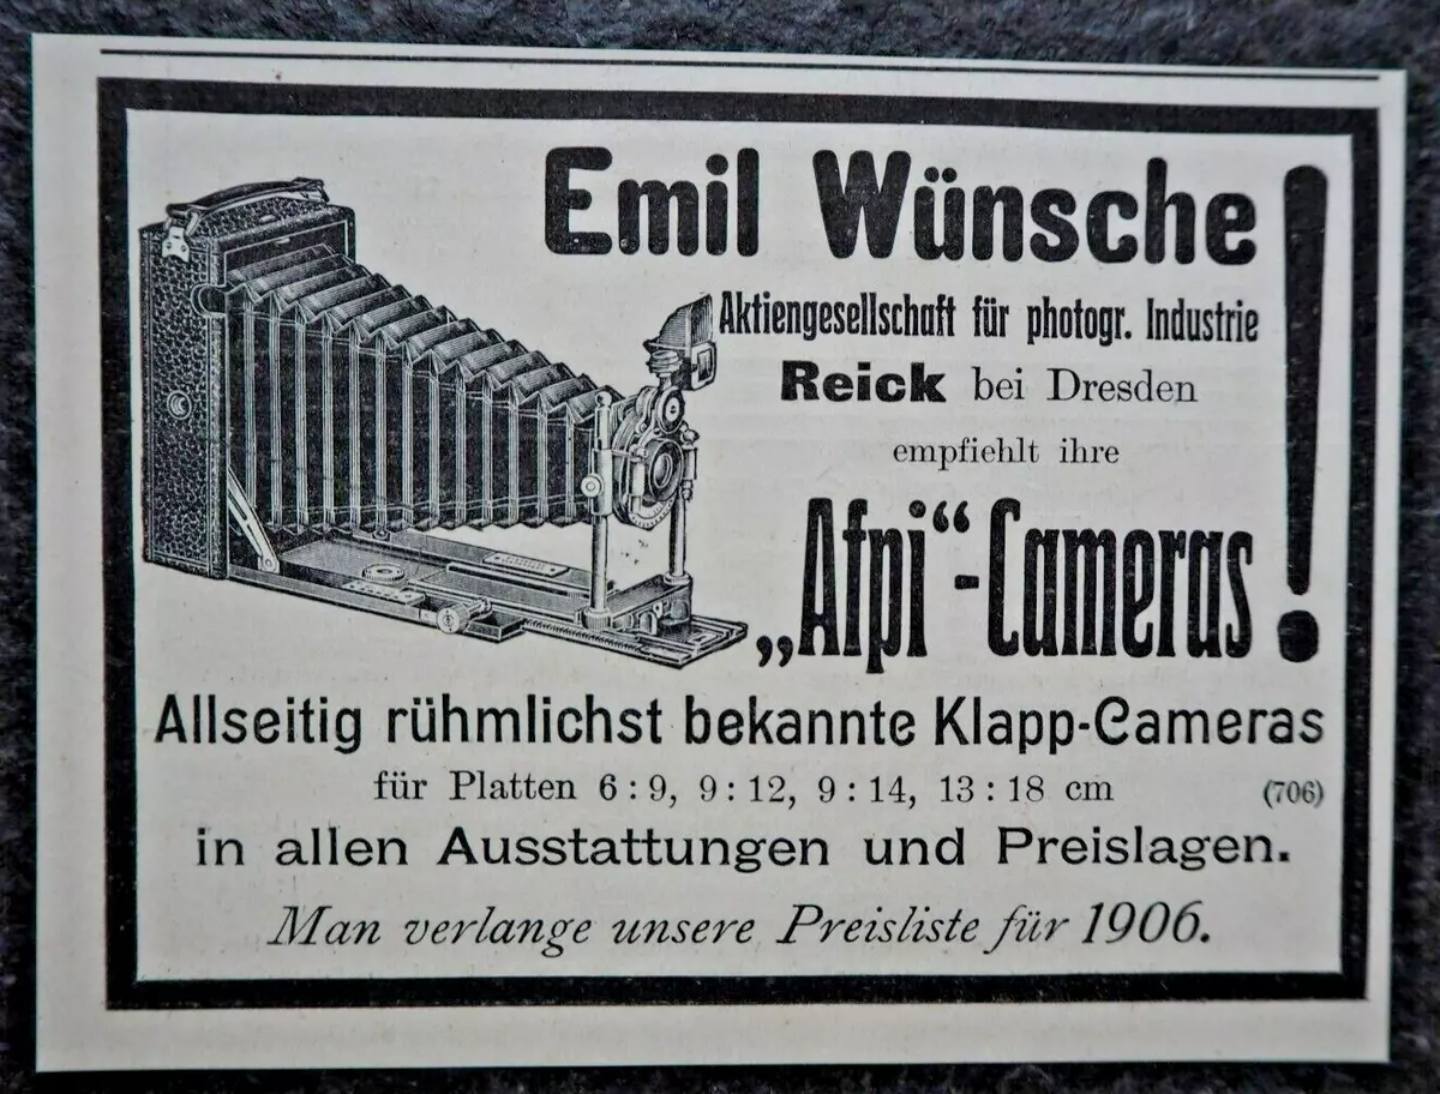 Emil Wünsche!
Aktiengesellschaft für photogr. Industrie
Reick bei Dresden
empfiehlt ihre
„Afpi“-Cameras
Allseitig rühmlichst bekannte Klapp-Cameras
für Platten 6 : 9, 9 : 12, 9 : 14, 13 : 18 cm (706)
in allen Ausstattungen und Preislagen.
Man verlange unsere Preisliste für 1906.